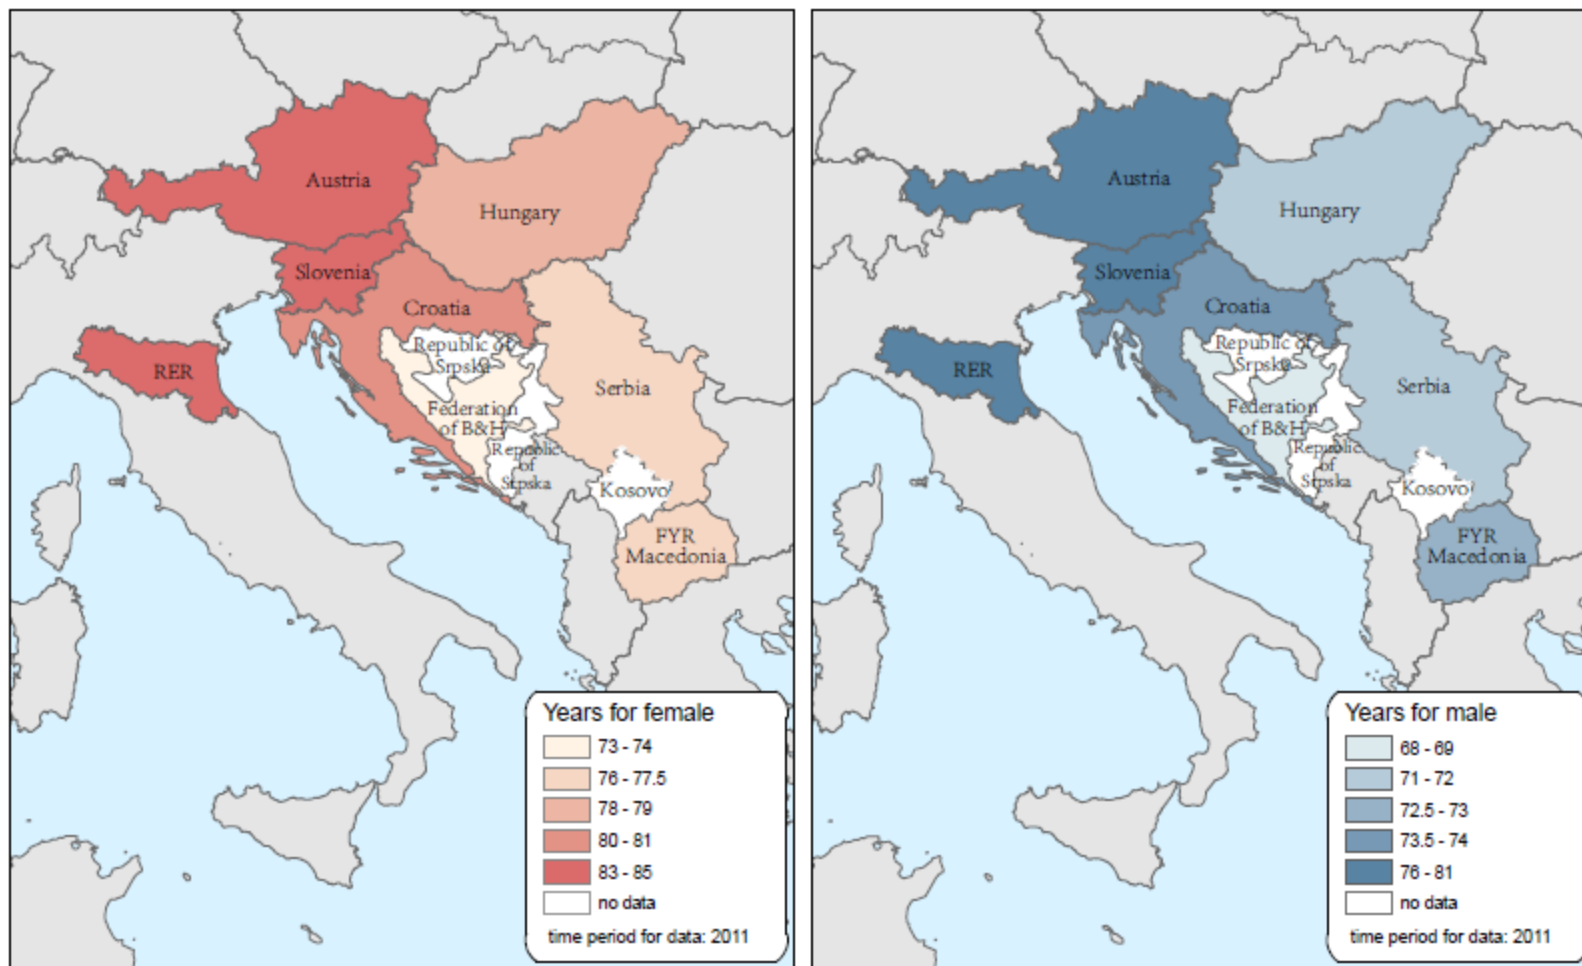 Austria
Hungary
Slovenia
Croatia
Republic of
Srpska
RER
Serbia
Federation
of B&H
Republic
of
Srpska
Kosovo
FYR
Macedonia
Years for female
73 - 74
76 - 77.5
78 - 79
80 - 81
83 - 85
no data
time period for data: 2011
Austria
Hungary
Slovenia
Croatia
Republic of
Srpska
RER
Serbia
Federation
of B&H
Republic
of
Srpska
Kosovo
FYR
Macedonia
Years for male
68 - 69
71 - 72
72.5 - 73
73.5 - 74
76 - 81
no data
time period for data: 2011